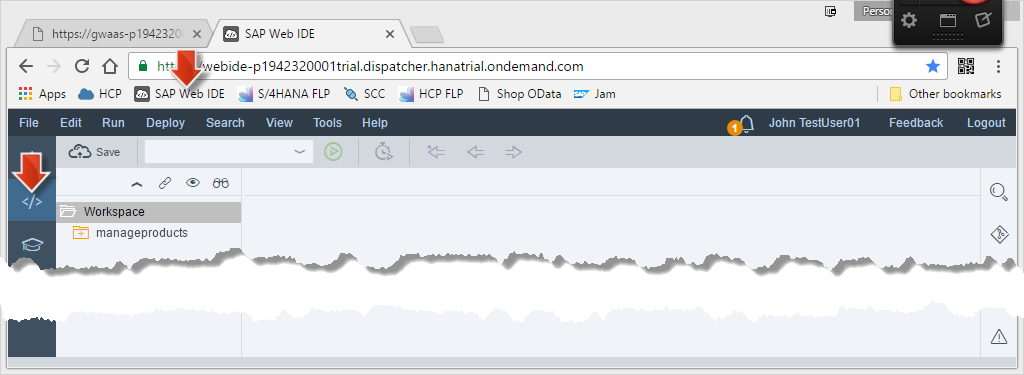 Person
https://gwaas-p1942320 SAP Web IDE
webide-p1942320001trial.dispatcher.hanatrial.ondemand.com
Apps HCP SAP Web IDE S/4HANA FLP SCC HCP FLP Shop OData Jam Other bookmarks
File Edit Run Deploy Search View Tools Help 1 John TestUser01 Feedback Logout
Save
Workspace
manageproducts